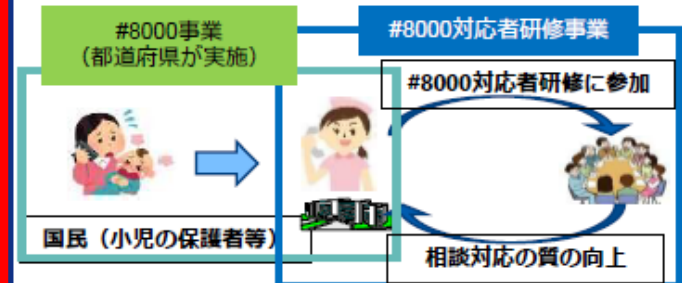 #8000事業
（都道府県が実施）
#8000対応者研修事業
#8000対応者研修に参加
国民（小児の保護者等）
相談対応の質の向上